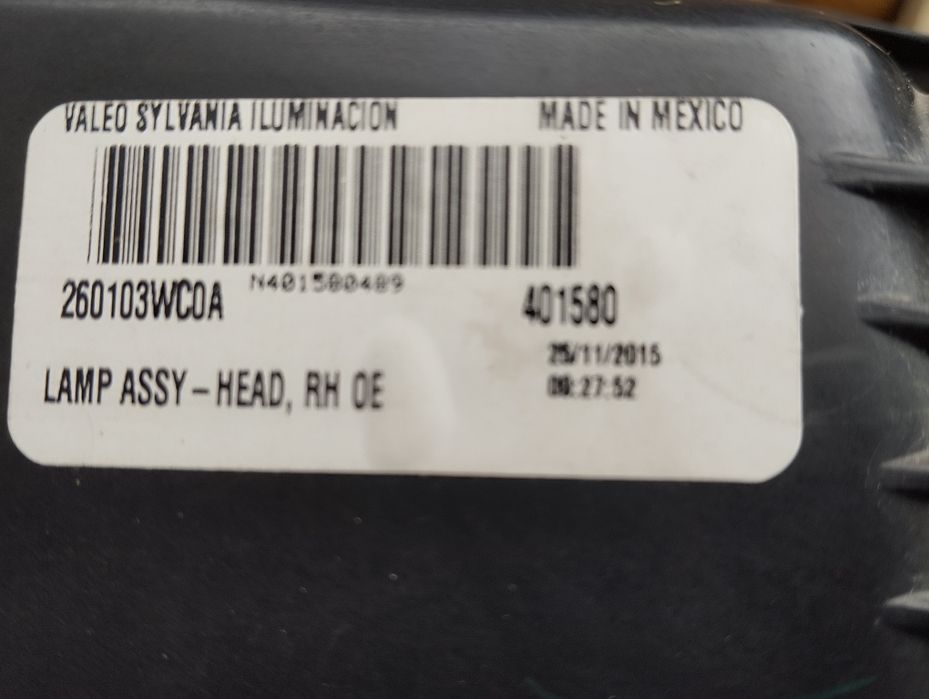 VALEO SYLVANIA ILUMINACION MADE IN MEXICO
N401580489
260103WC0A 401580
25/11/2015
LAMP ASSY – HEAD, RH OE
:27:52